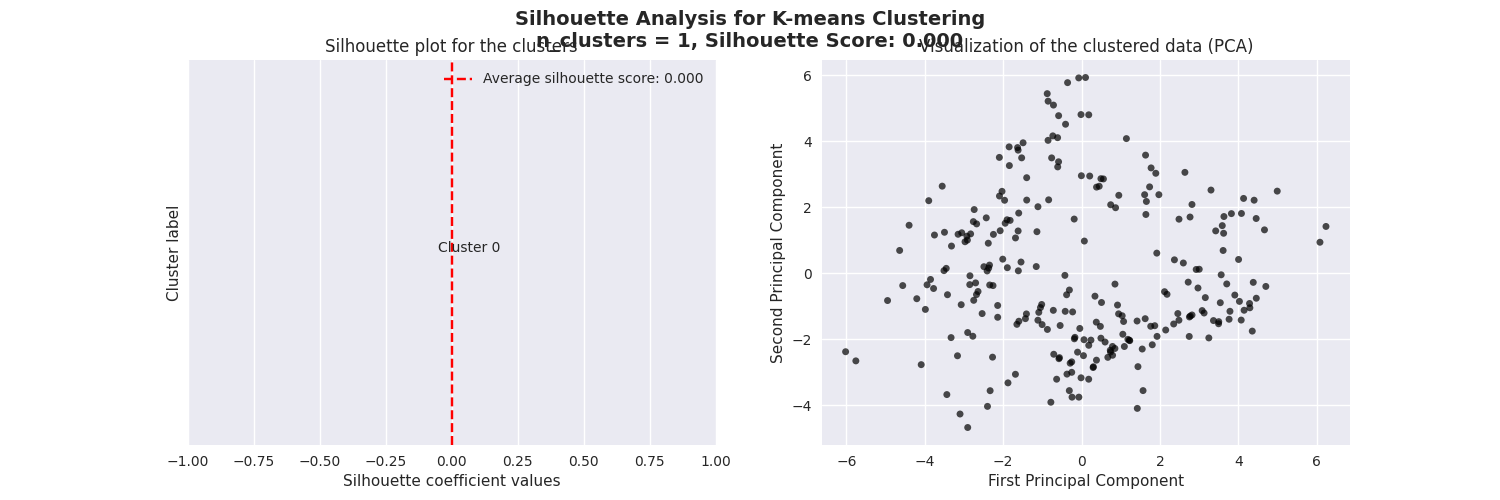 Silhouette Analysis for K-means Clustering
n_clusters = 1, Silhouette Score: 0.000
Silhouette plot for the clusters
Average silhouette score: 0.000
Cluster label
Cluster 0
−1.00 −0.75 −0.50 −0.25 0.00 0.25 0.50 0.75 1.00
Silhouette coefficient values
Visualization of the clustered data (PCA)
Second Principal Component
6
4
2
0
−2
−4
−6 −4 −2 0 2 4 6
First Principal Component